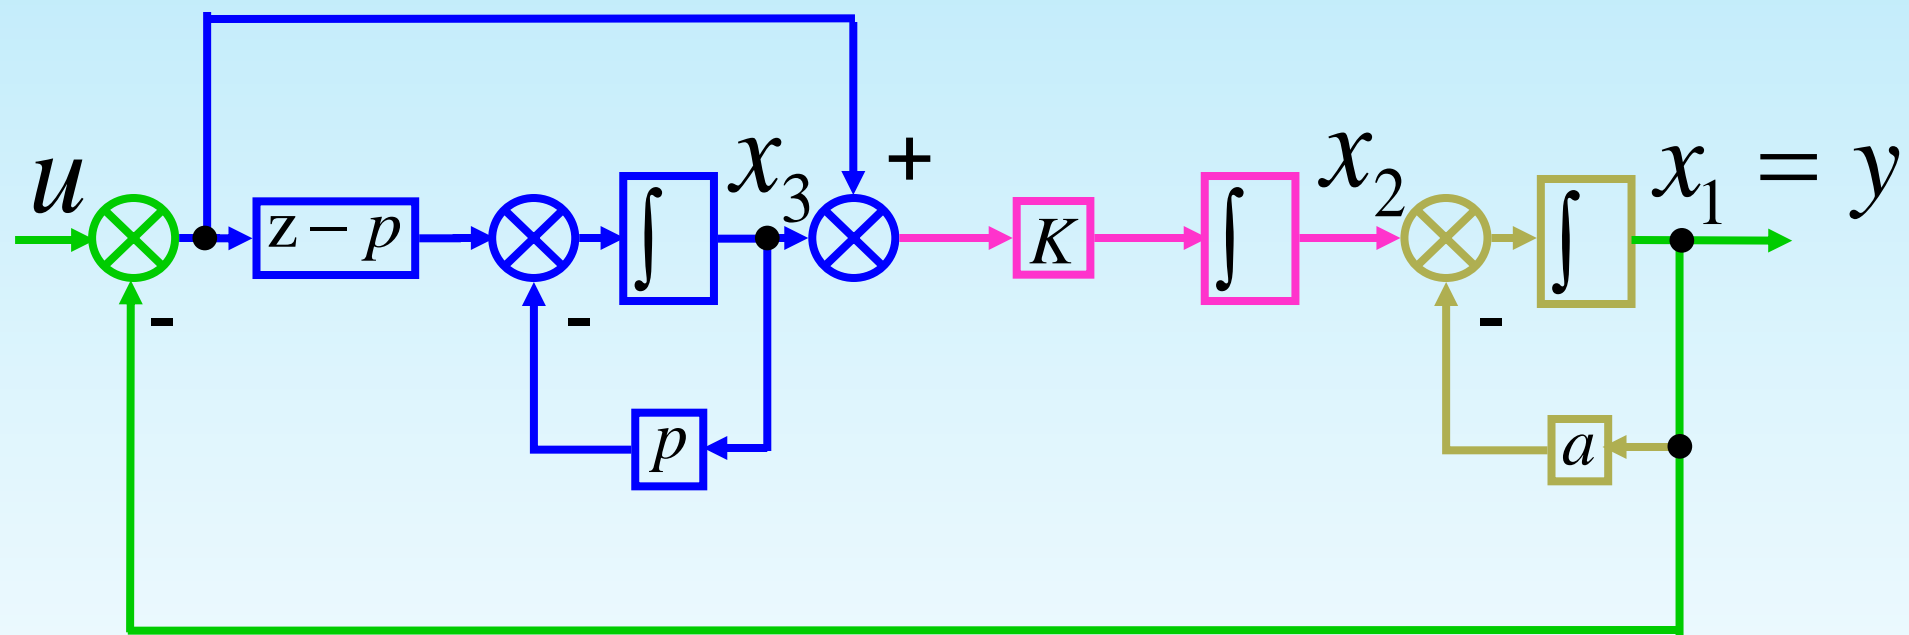 u
z − p
∫
x₃
+
K
∫
x₂
∫
x₁ = y
-
-
-
p
a